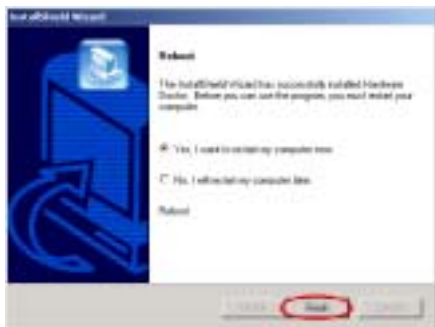 InstallShield Wizard
Reboot
The InstallShield Wizard has successfully installed Hardware
Doctor. Before you can use the program, you must restart your
computer.
Yes, I want to restart my computer now.
No, I will restart my computer later.
Reboot
Finish